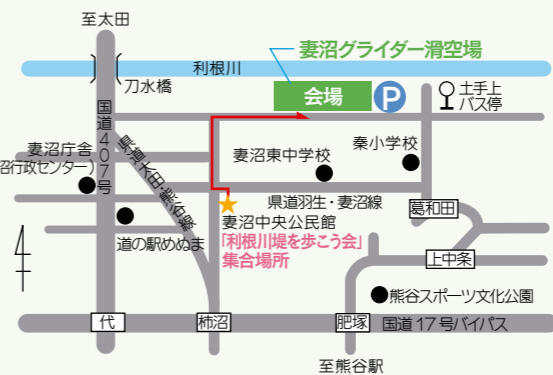 至太田
妻沼グライダー滑空場
利根川
刀水橋
会場
P
土手上
バス停
国道407号
県道太田・熊谷線
妻沼庁舎
沼行政センター)
妻沼東中学校
秦小学校
県道羽生・妻沼線
妻沼中央公民館
「利根川堤を歩こう会」
集合場所
道の駅めぬま
葛和田
上中条
熊谷スポーツ文化公園
代
柿沼
肥塚
国道17号バイパス
至熊谷駅